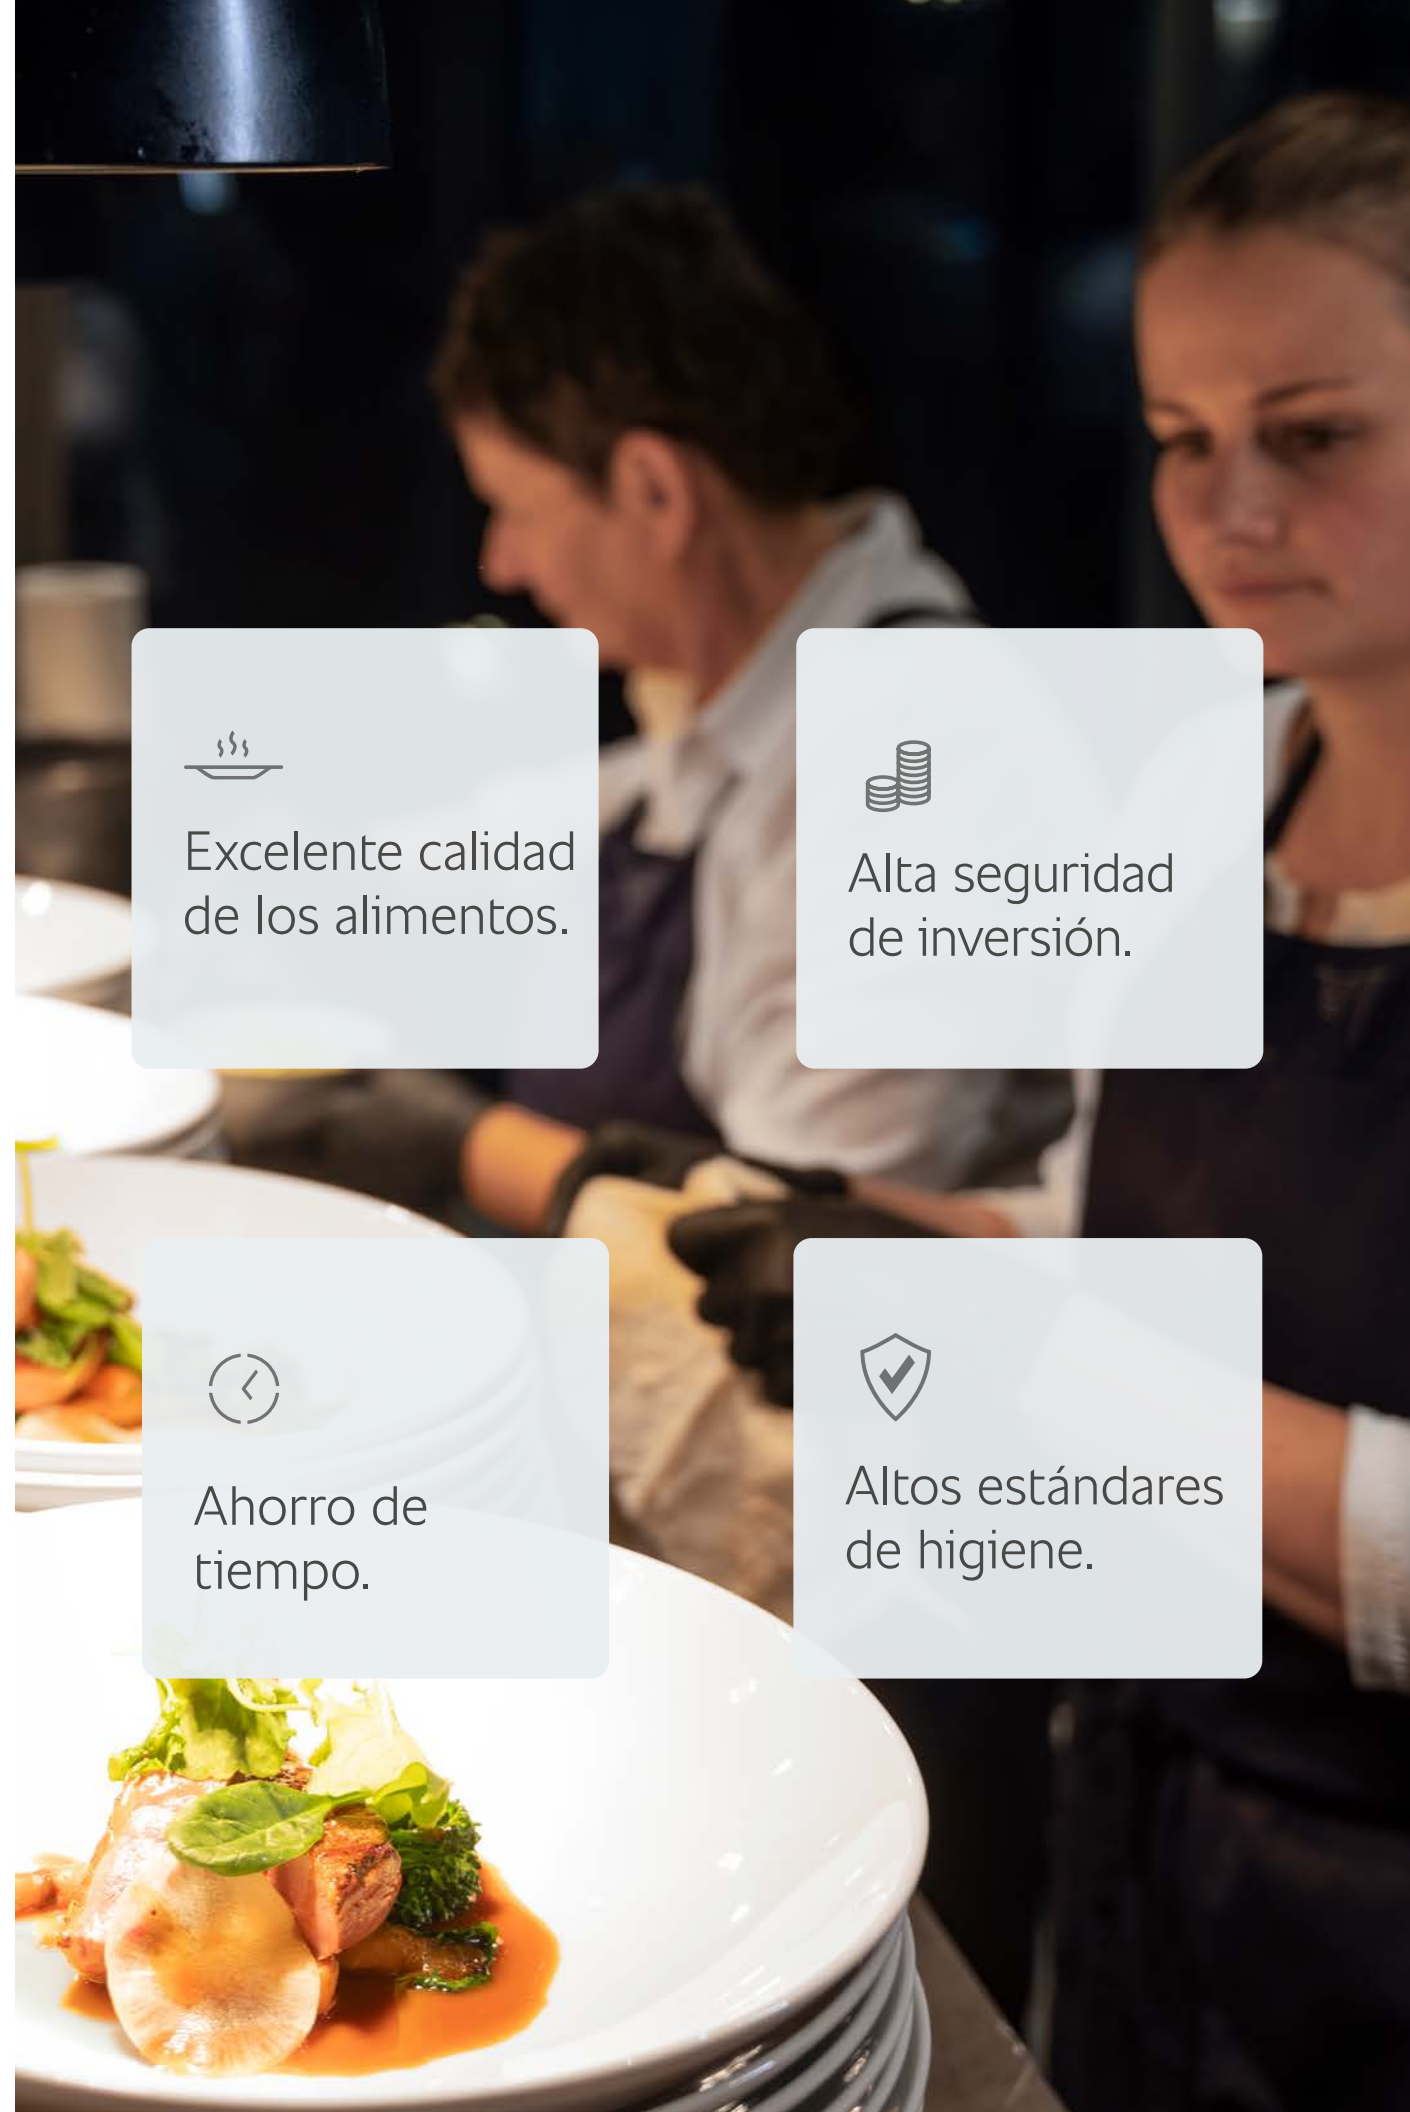 Excelente calidad
de los alimentos.
Alta seguridad
de inversión.
Ahorro de
tiempo.
Altos estándares
de higiene.